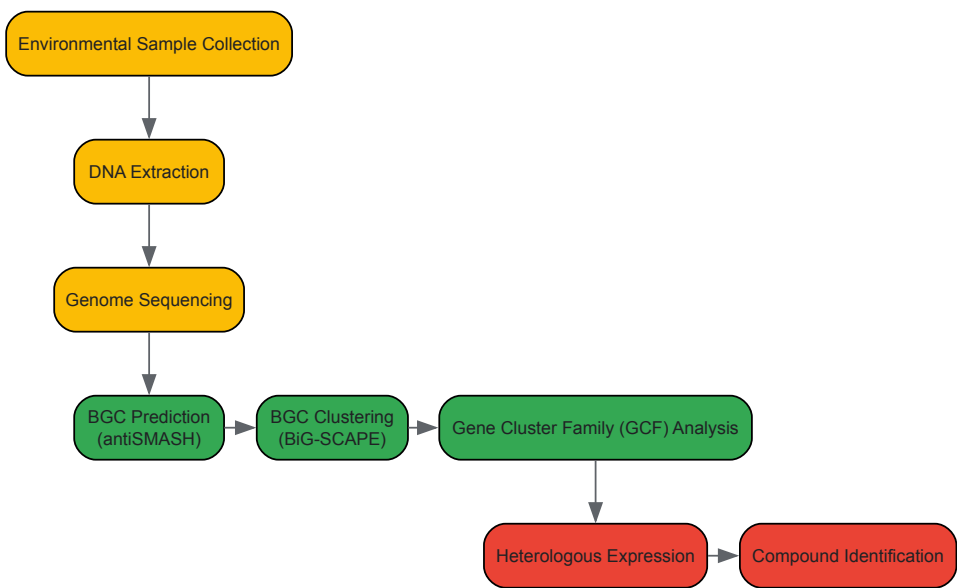 Environmental Sample Collection
DNA Extraction
Genome Sequencing
BGC Prediction
(antiSMASH)
BGC Clustering
(BiG-SCAPE)
Gene Cluster Family (GCF) Analysis
Heterologous Expression
Compound Identification